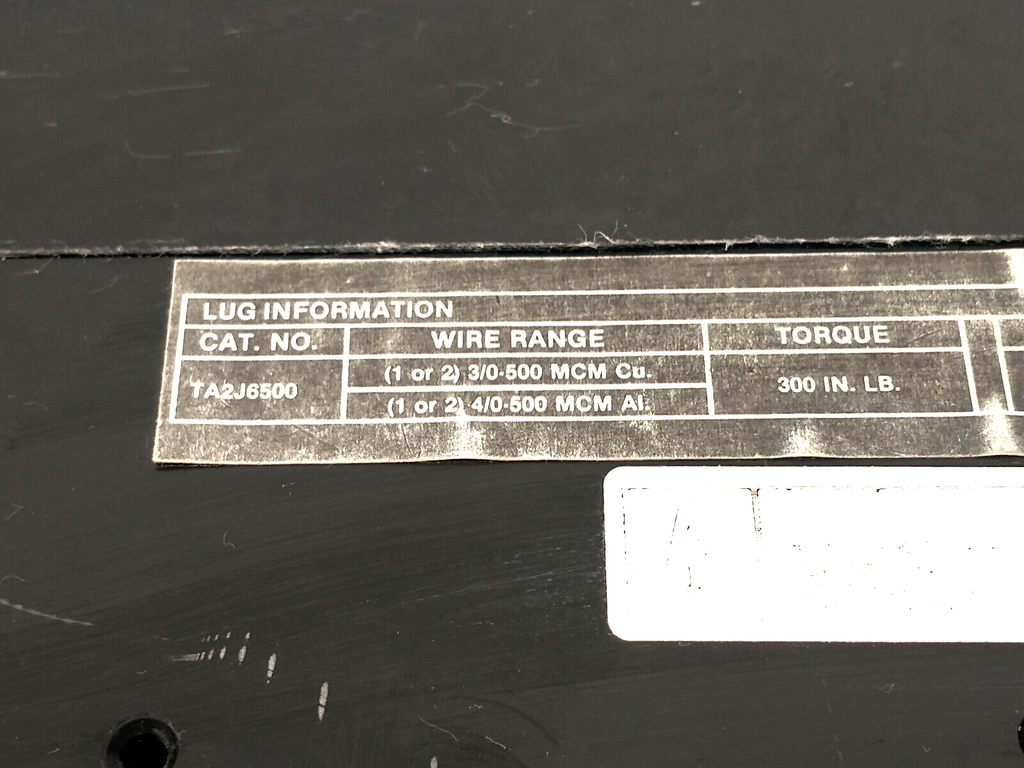 LUG INFORMATION
CAT. NO. WIRE RANGE TORQUE
TA2J6500 (1 or 2) 3/0-500 MCM Cu. 300 IN. LB.
(1 or 2) 4/0-500 MCM Al.